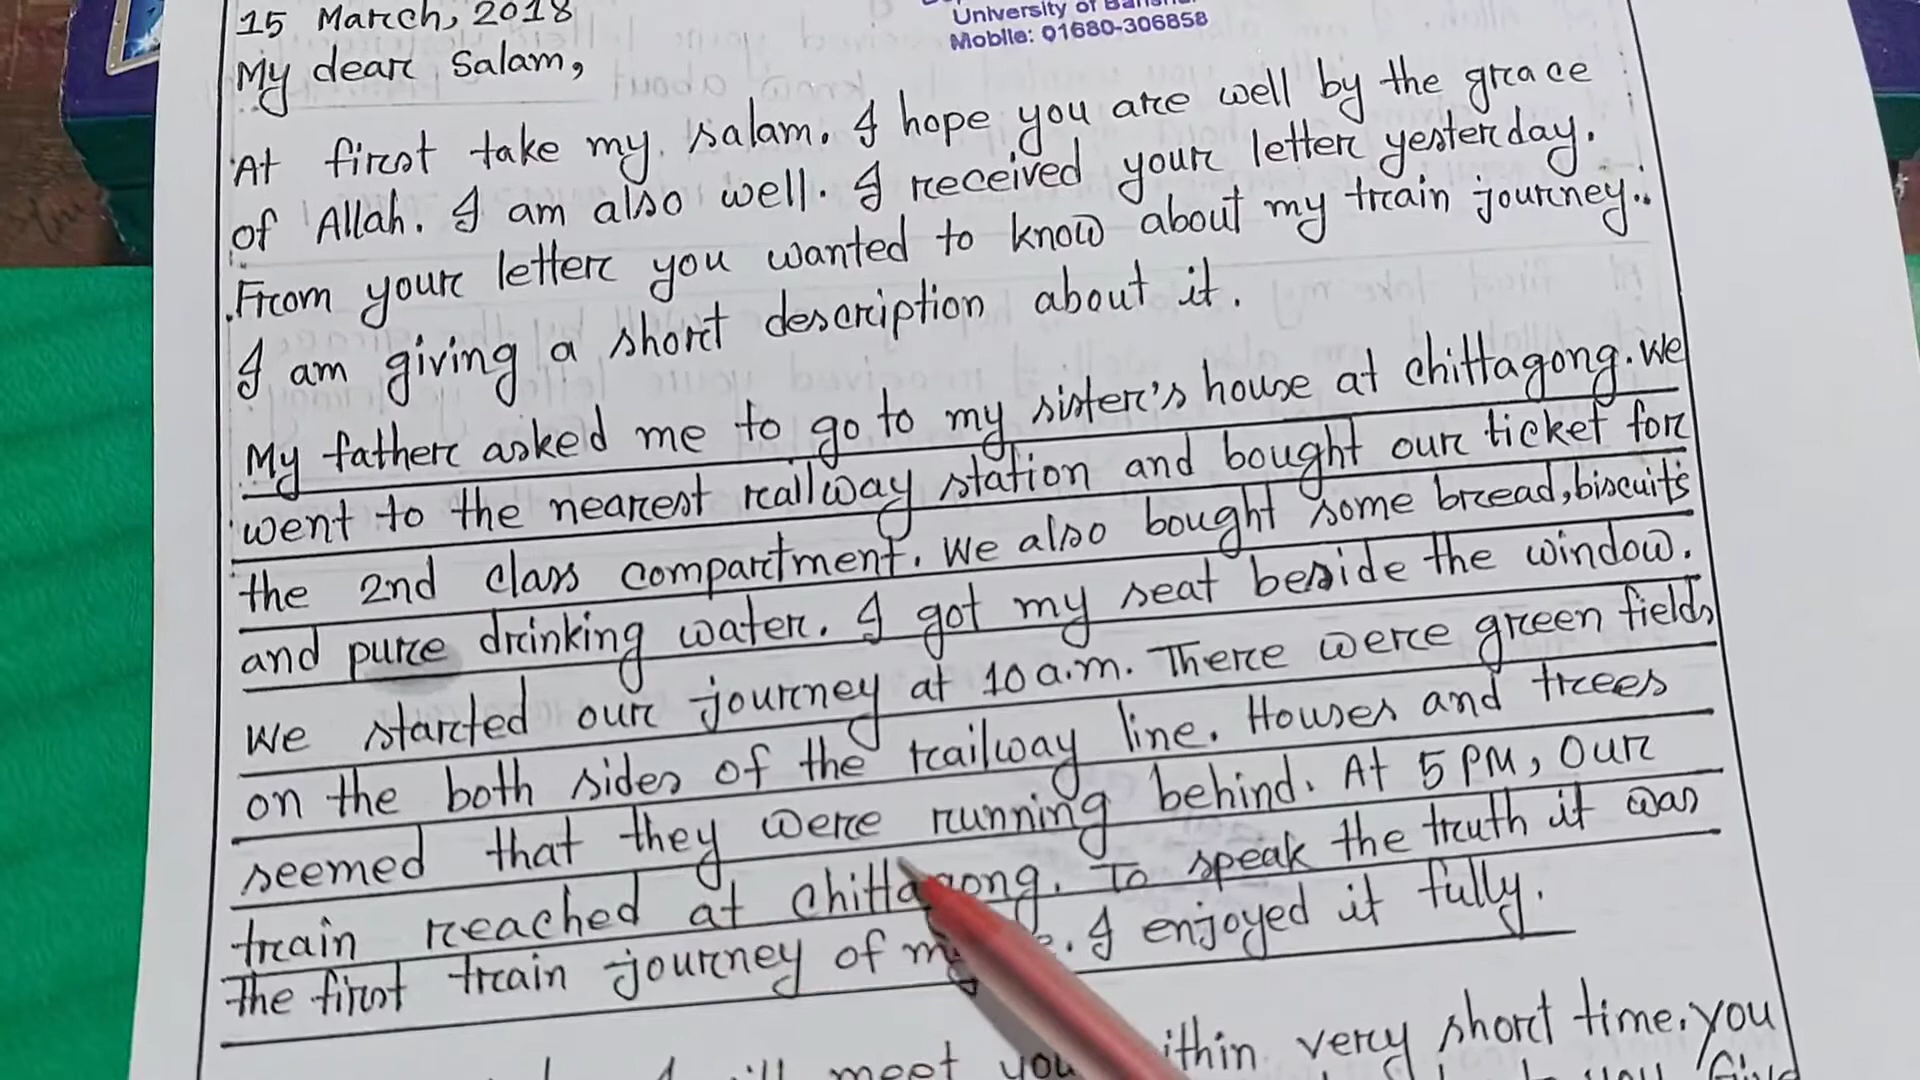 15 March, 2018
University of
Mobile: 01680-306858
My dear Salam,
At first take my salam. I hope you are well by the grace
of Allah. I am also well. I received your letter yesterday.
From your letter you wanted to know about my train journey.
I am giving a short description about it.
My father asked me to go to my sister's house at chittagong. We
went to the nearest railway station and bought our ticket for
the 2nd class compartment. We also bought some bread, biscuits
and pure drinking water. I got my seat beside the window.
We started our journey at 10 a.m. There were green fields
on the both sides of the railway line. Houses and trees
seemed that they were running behind. At 5 PM, Our
train reached at chittagong. To speak the truth it was
the first train journey of I enjoyed it fully.
meet very short time. You